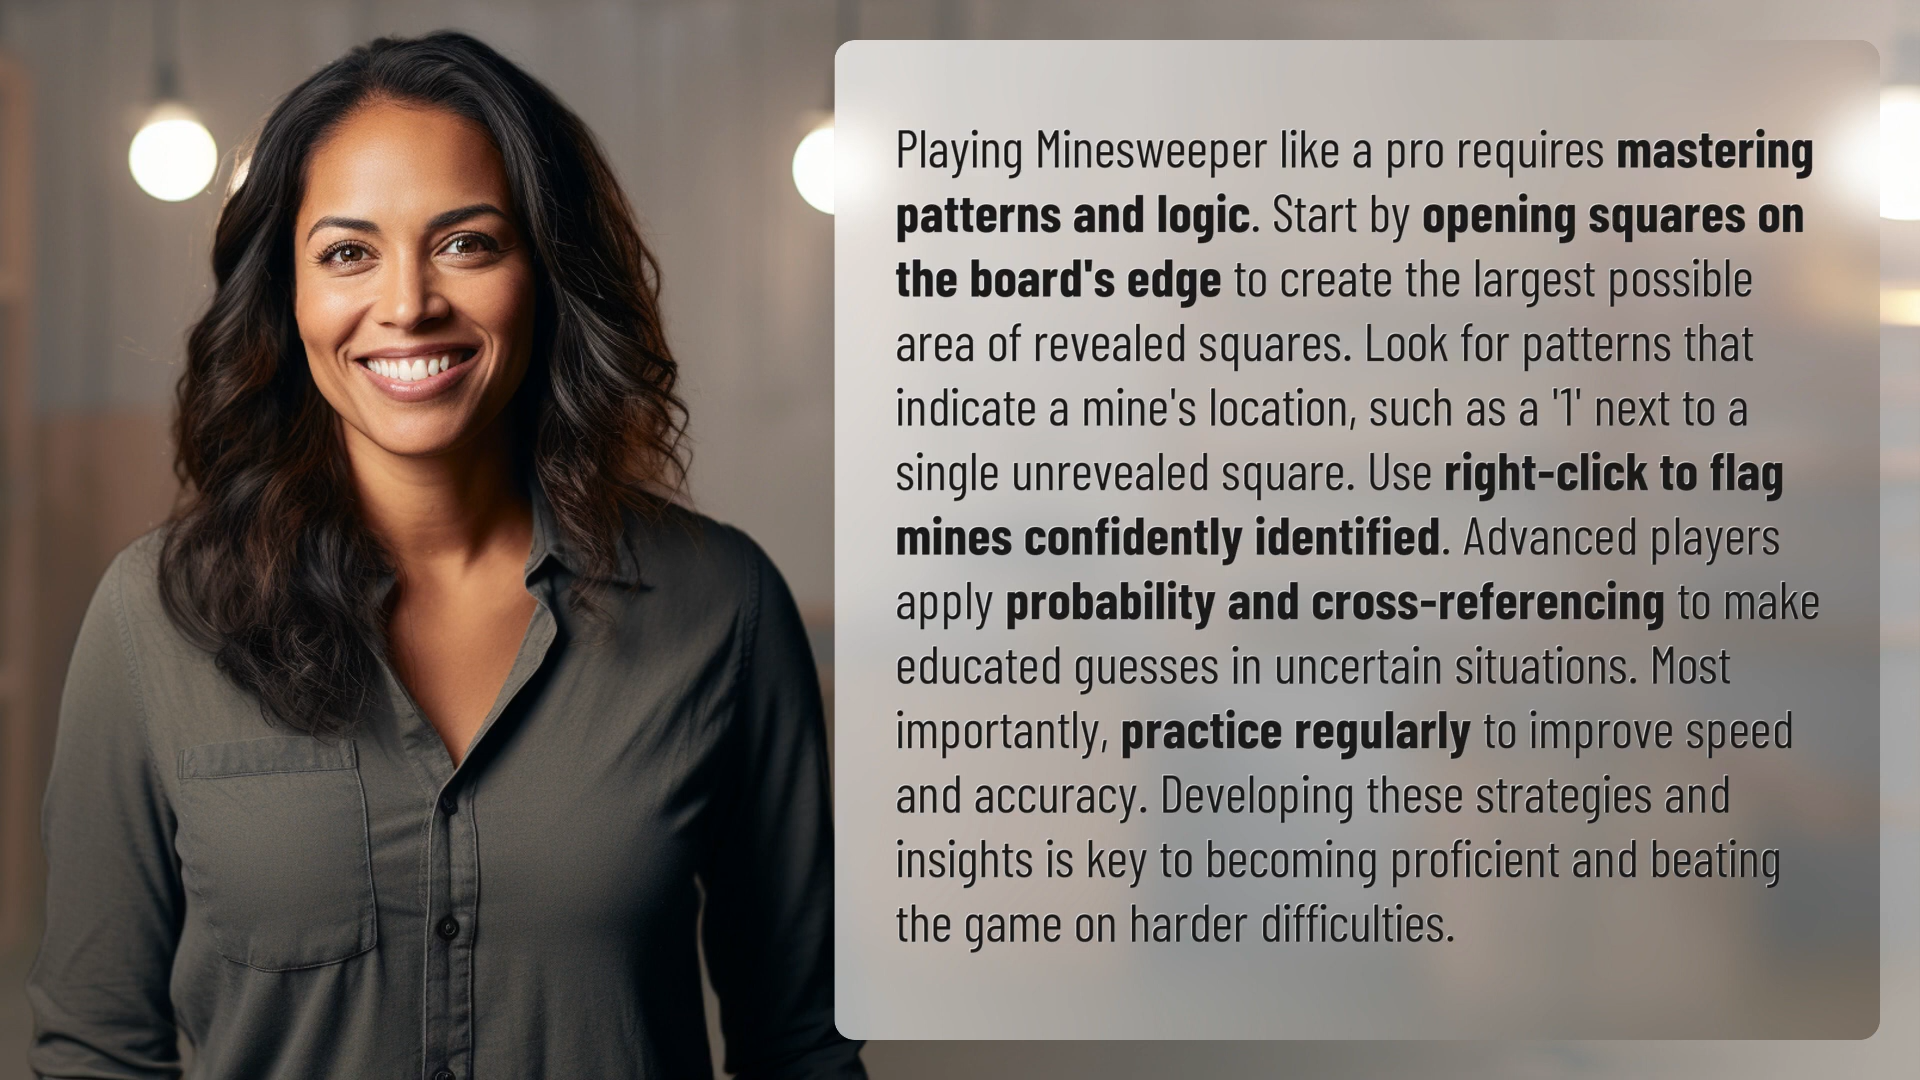 Playing Minesweeper like a pro requires mastering
patterns and logic. Start by opening squares on
the board's edge to create the largest possible
area of revealed squares. Look for patterns that
indicate a mine's location, such as a '1' next to a
single unrevealed square. Use right-click to flag
mines confidently identified. Advanced players
apply probability and cross-referencing to make
educated guesses in uncertain situations. Most
importantly, practice regularly to improve speed
and accuracy. Developing these strategies and
insights is key to becoming proficient and beating
the game on harder difficulties.